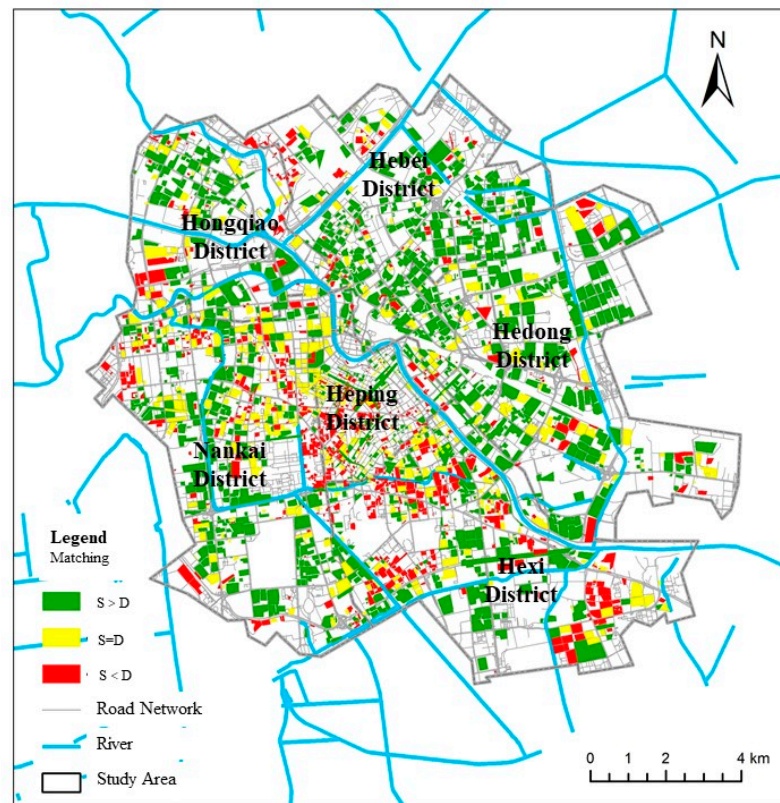 N
Hebei
District
Hongqiao
District
Hedong
District
Heping
District
Nankai
District
Hexi
District
Legend
Matching
S > D
S=D
S < D
Road Network
River
Study Area
0 1 2 4 km